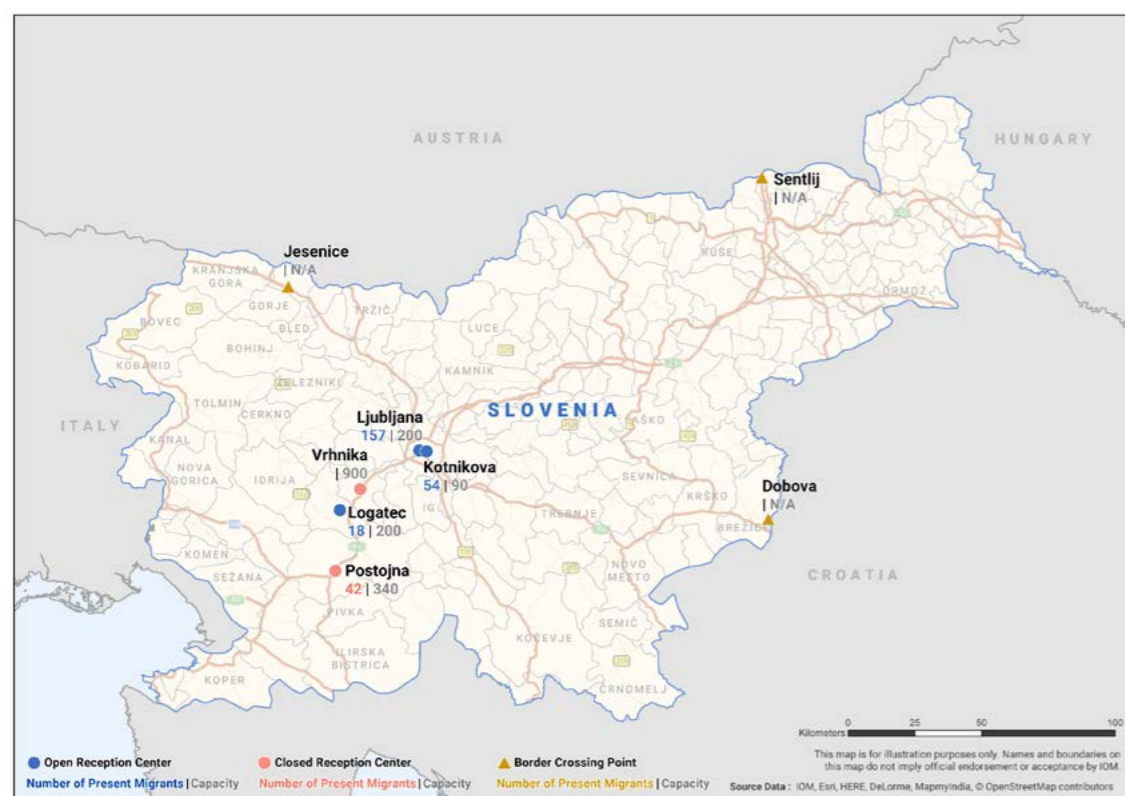 AUSTRIA
HUNGARY
Sentlij
| N/A
Jesenice
| N/A
KRANJSKA
GORA
GORJE
RUŠE
ORMOŽ
TRŽIČ
BOVEC
BLED
LUČE
BOHINJ
KAMNIK
KOBARID
ŽELEZNIKI
TOLMIN
CERKNO
SLOVENIA
Ljubljana
157 | 200
LAŠKO
ITALY
KANAL
Vrhnika
| 900
Kotnikova
54 | 90
NOVA
GORICA
IDRIJA
SEVNICA
Dobova
| N/A
KRŠKO
Logatec
18 | 200
IG
TREBNJE
BREŽICE
KOMEN
Postojna
42 | 340
SEŽANA
NOVO
MESTO
CROATIA
PIVKA
SEMIČ
KOČEVJE
ILIRSKA
BISTRICA
KOPER
ČRNOMELJ
0 25 50 100
Kilometers
This map is for illustration purposes only. Names and boundaries on
this map do not imply official endorsement or acceptance by IOM.
Open Reception Center
Number of Present Migrants | Capacity
Closed Reception Center
Number of Present Migrants | Capacity
Border Crossing Point
Number of Present Migrants | Capacity
Source Data : IOM, Esri, HERE, DeLorme, MapmyIndia, © OpenStreetMap contributors